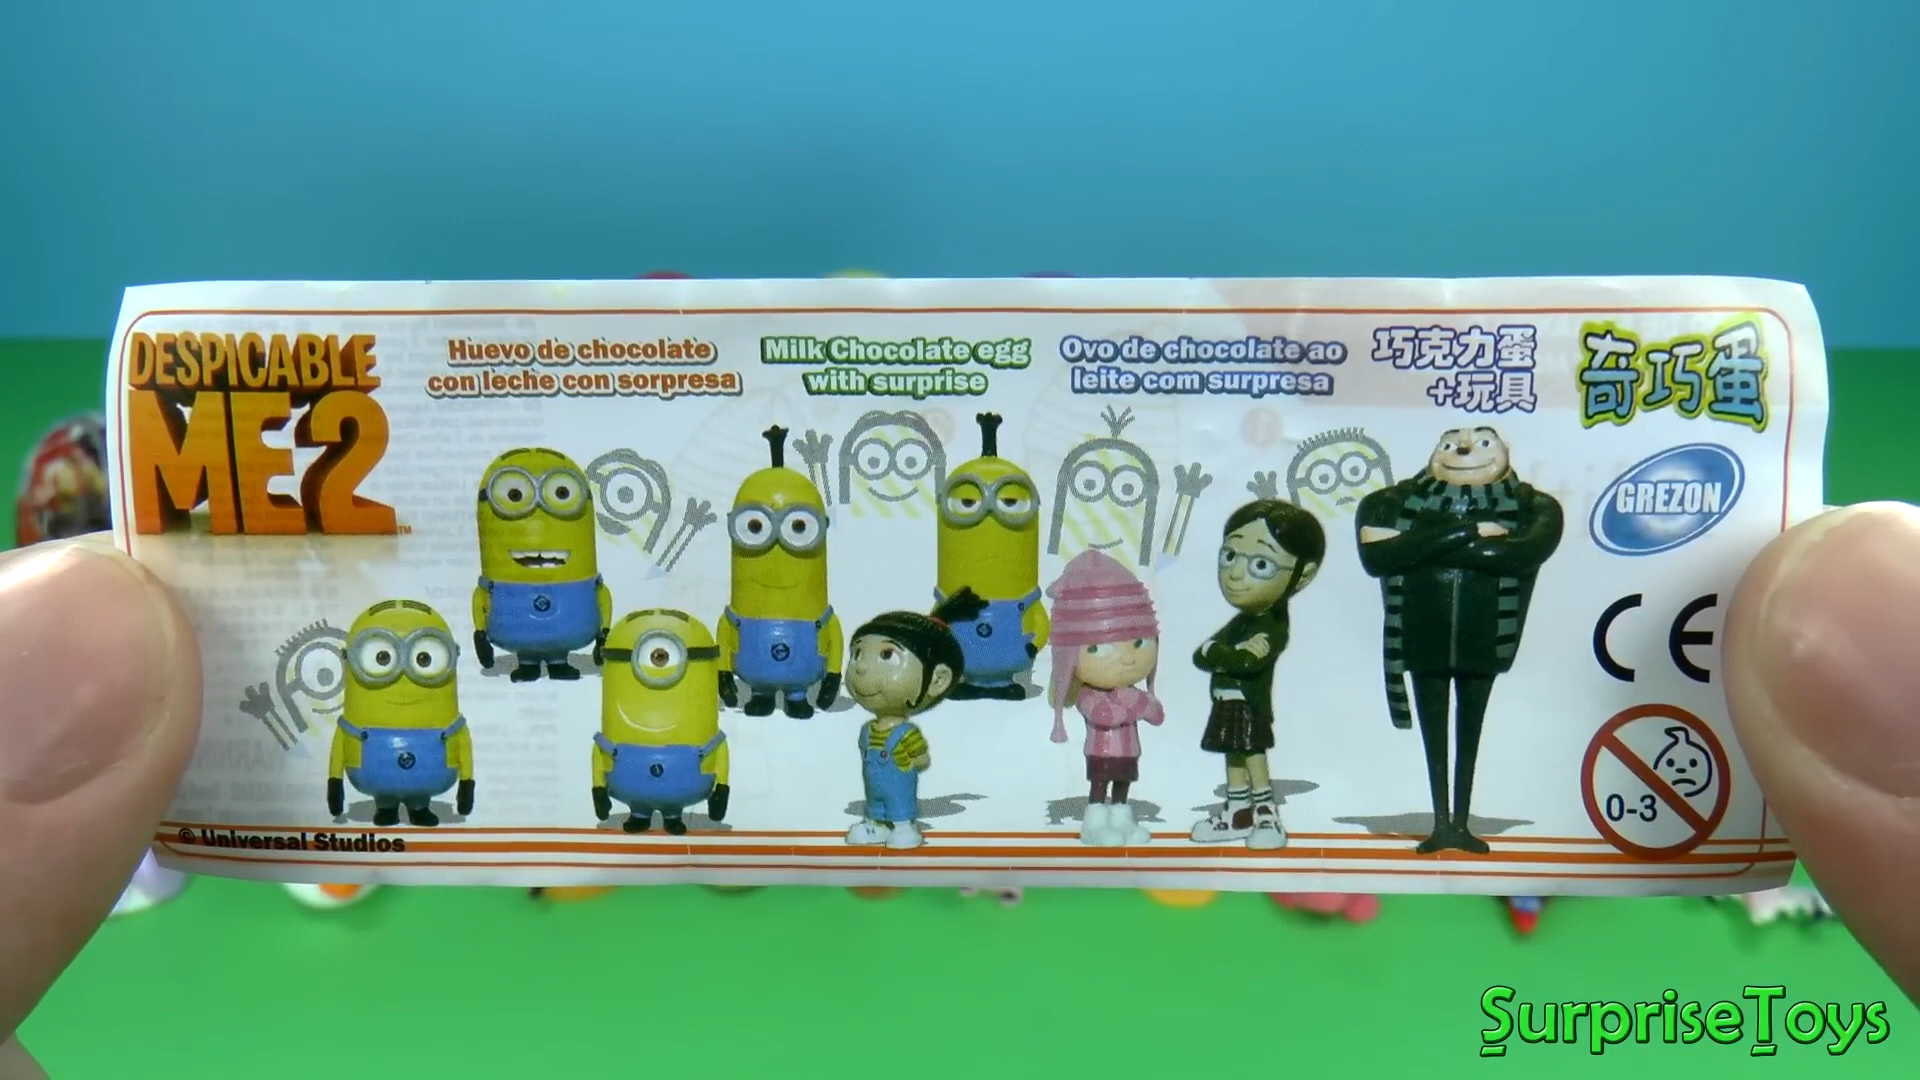 DESPICABLE
ME2
™
Huevo de chocolate
con leche con sorpresa
Milk Chocolate egg
with surprise
Ovo de chocolate ao
leite com surpresa
巧克力蛋
+玩具
奇巧蛋
GREZON
CE
0-3
© Universal Studios
SurpriseToys